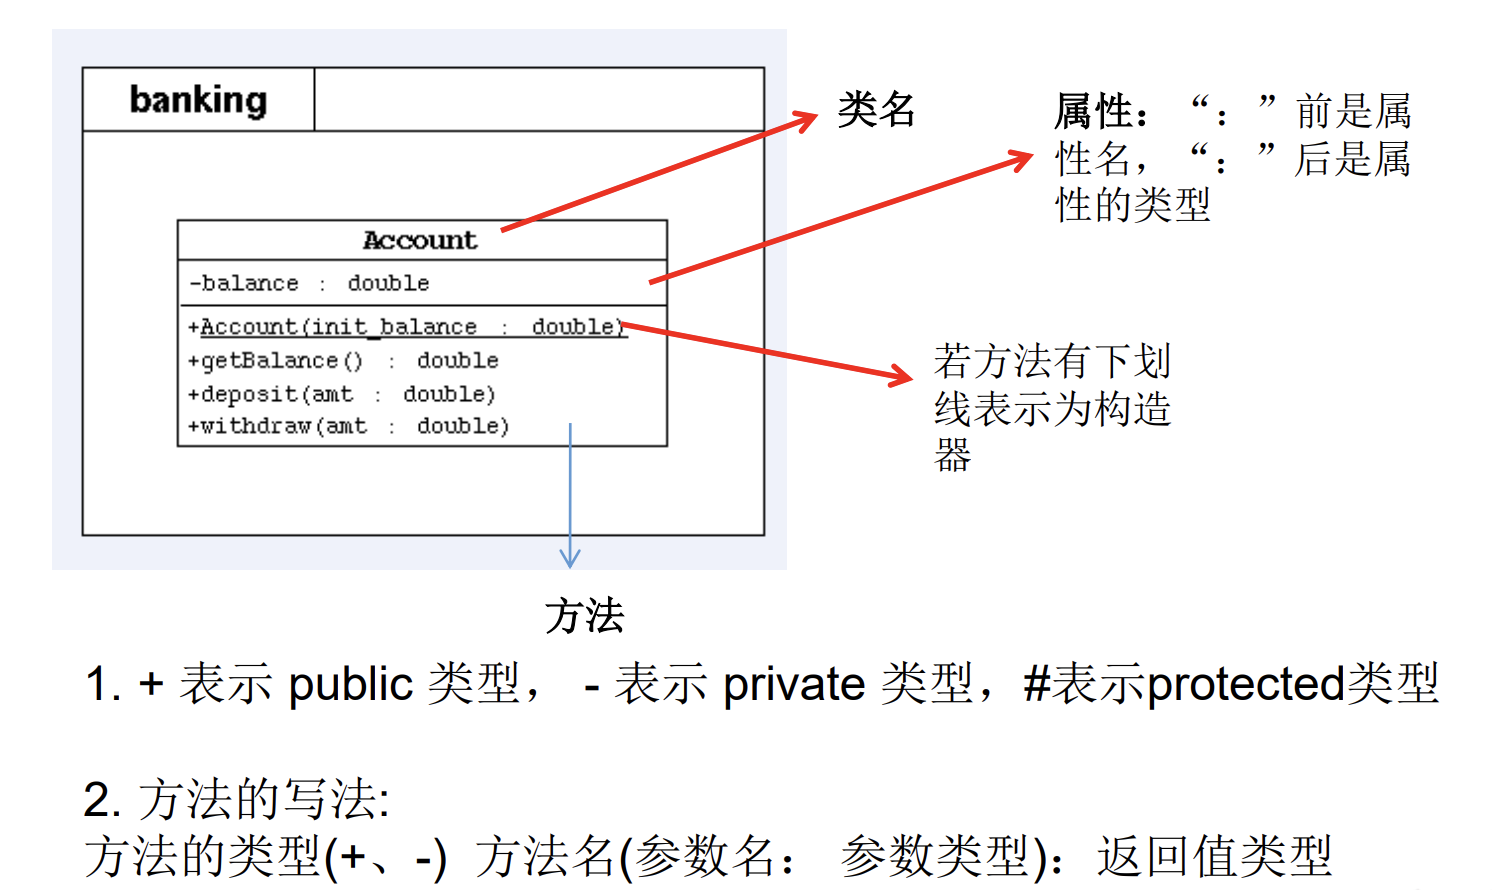 banking
类名
属性：“：”前是属
性名，“：”后是属
性的类型
Account
-balance : double
+Account(init_balance : double)
+getBalance() : double
+deposit(amt : double)
+withdraw(amt : double)
若方法有下划
线表示为构造
器
方法
1. + 表示 public 类型， - 表示 private 类型，#表示protected类型
2. 方法的写法:
方法的类型(+、-) 方法名(参数名： 参数类型)：返回值类型